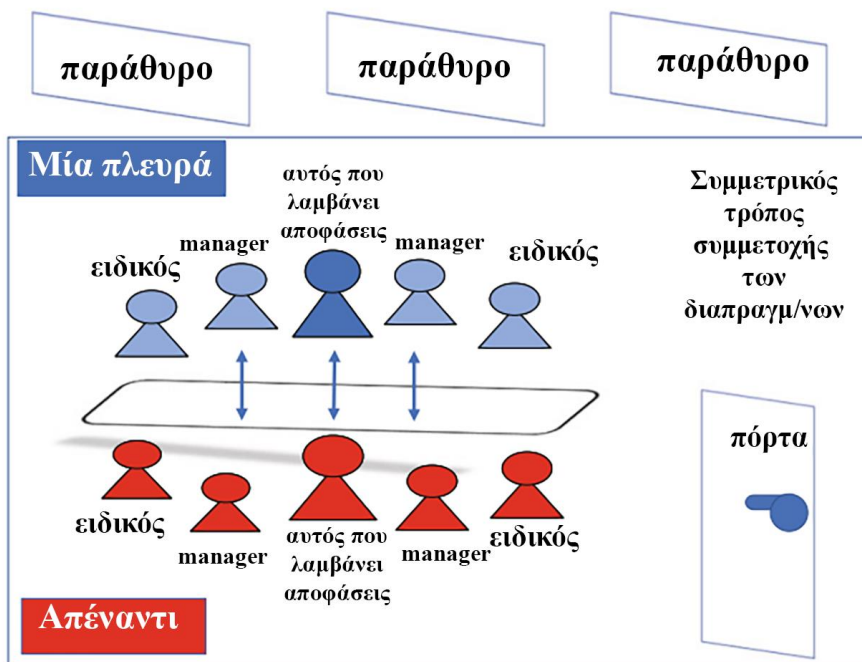 παράθυρο
παράθυρο
παράθυρο
Μία πλευρά
αυτός που
λαμβάνει
αποφάσεις
ειδικός
manager
manager
ειδικός
Συμμετρικός
τρόπος
συμμετοχής
των
διαπραγμ/νων
πόρτα
ειδικός
manager
αυτός που
λαμβάνει
αποφάσεις
manager
ειδικός
Απέναντι